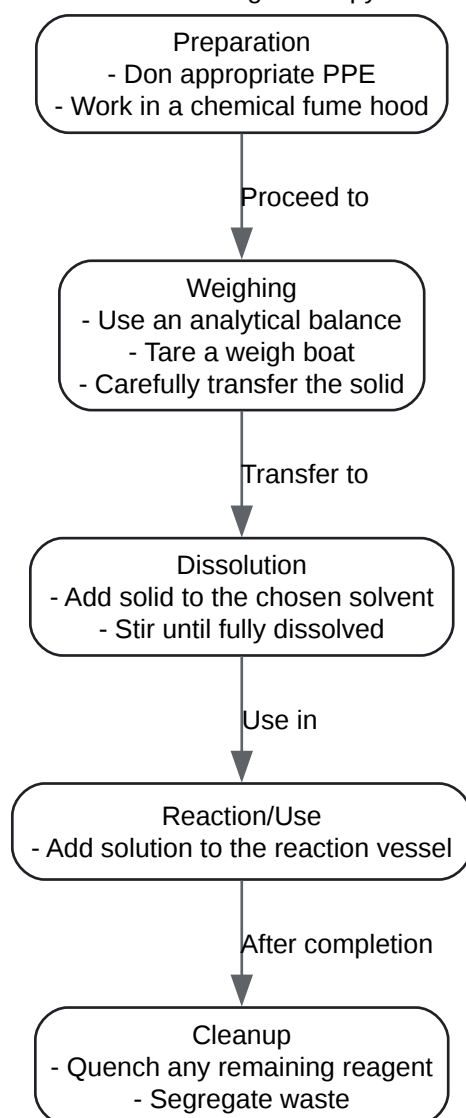 Preparation
- Don appropriate PPE
- Work in a chemical fume hood
Proceed to
Weighing
- Use an analytical balance
- Tare a weigh boat
- Carefully transfer the solid
Transfer to
Dissolution
- Add solid to the chosen solvent
- Stir until fully dissolved
Use in
Reaction/Use
- Add solution to the reaction vessel
After completion
Cleanup
- Quench any remaining reagent
- Segregate waste